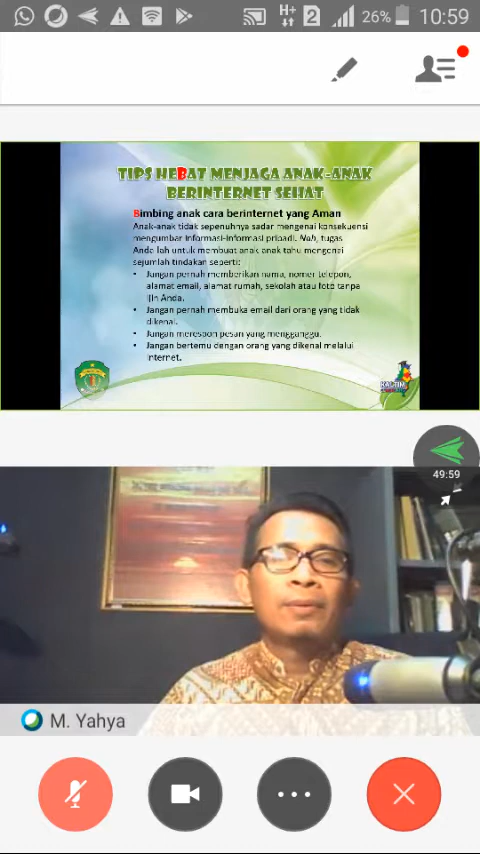 H+
2
26%
10:59
TIPS HEBAT MENJAGA ANAK-ANAK
BERINTERNET SEHAT
Bimbing anak cara berinternet yang Aman
Anak-anak tidak sepenuhnya sadar mengenai konsekuensi
mengumbar informasi-informasi pribadi. Nah, tugas
Anda-lah untuk membuat anak-anak tahu mengenai
sejumlah tindakan seperti:
• Jangan pernah memberikan nama, nomer telepon,
alamat email, alamat rumah, sekolah atau foto tanpa
ijin Anda.
• Jangan pernah membuka email dari orang yang tidak
dikenal.
• Jangan merespon pesan yang mengganggu.
• Jangan bertemu dengan orang yang dikenal melalui
internet.
KALTIM
49:59
M. Yahya